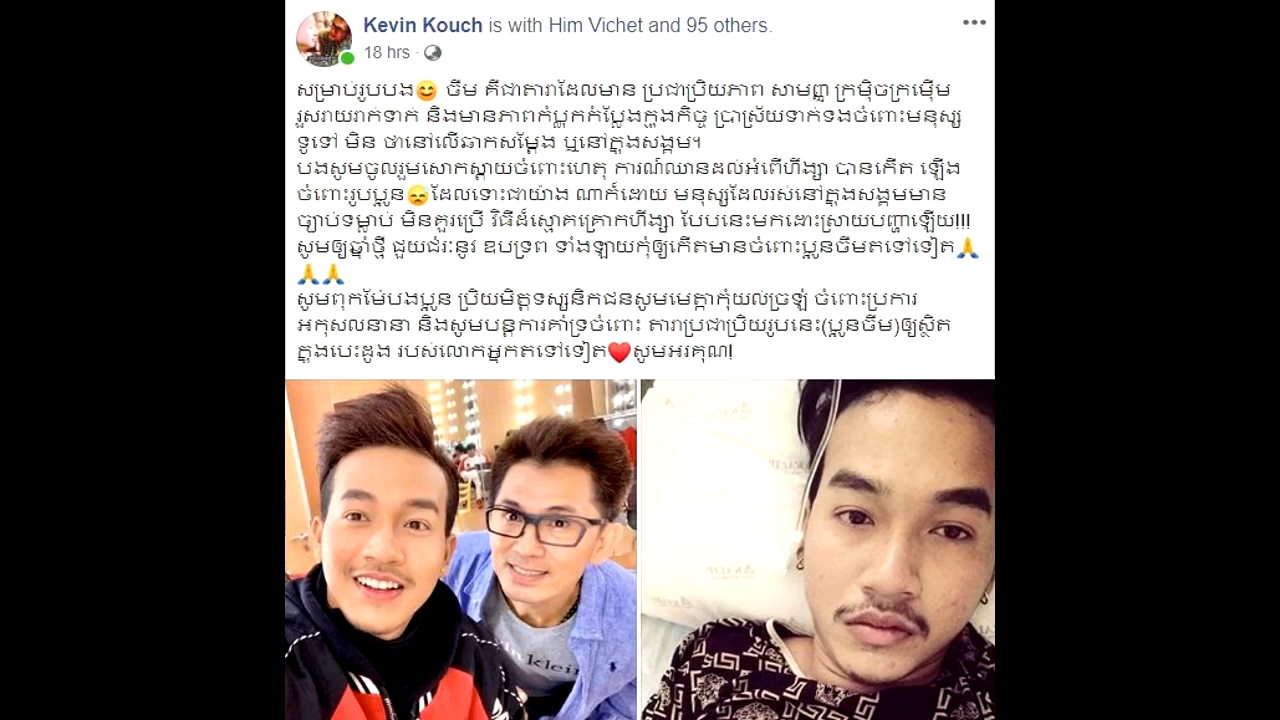 Kevin Kouch is with Him Vichet and 95 others.
18 hrs ·
សម្រាប់រូបបង😊 ចឹម គឺជាតារាដែលមាន ប្រជាប្រិយភាព សាមញ្ញ ក្រម៉ិចក្រម៉ើម
រួសរាយរាក់ទាក់ និងមានភាពកំប្លុកកំប្លែងក្នុងកិច្ច ប្រាស្រ័យទាក់ទងចំពោះមនុស្ស
ទូទៅ មិន ថានៅលើឆាកសម្តែង ឬនៅក្នុងសង្គម។
បងសូមចូលរួមសោកស្តាយចំពោះហេតុ ការណ៍ឈានដល់អំពើហឹង្សា បានកើត ឡើង
ចំពោះរូបប្អូន😥ដែលទោះជាយ៉ាង ណាក៏ដោយ មនុស្សដែលរស់នៅក្នុងសង្គមមាន
ច្បាប់ទម្លាប់ មិនគួរប្រើ វិធីដ៏ស្មោគគ្រោកហឹង្សា បែបនេះមកដោះស្រាយបញ្ហាឡើយ!!!
សូមឲ្យឆ្នាំថ្មី ជួយជំរះនូវ ឧបទ្រព ទាំងឡាយកុំឲ្យកើតមានចំពោះប្អូនចឹមតទៅទៀត🙏
🙏🙏
សូមពុកម៉ែបងប្អូន ប្រិយមិត្តទស្សនិកជនសូមមេត្តាកុំយល់ច្រឡំ ចំពោះប្រការ
អកុសលនានា និងសូមបន្តការគាំទ្រចំពោះ តារាប្រជាប្រិយរូបនេះ(ប្អូនចឹម)ឲ្យស្ថិត
ក្នុងបេះដូង របស់លោកអ្នកតទៅទៀត❤️សូមអរគុណ!
klein